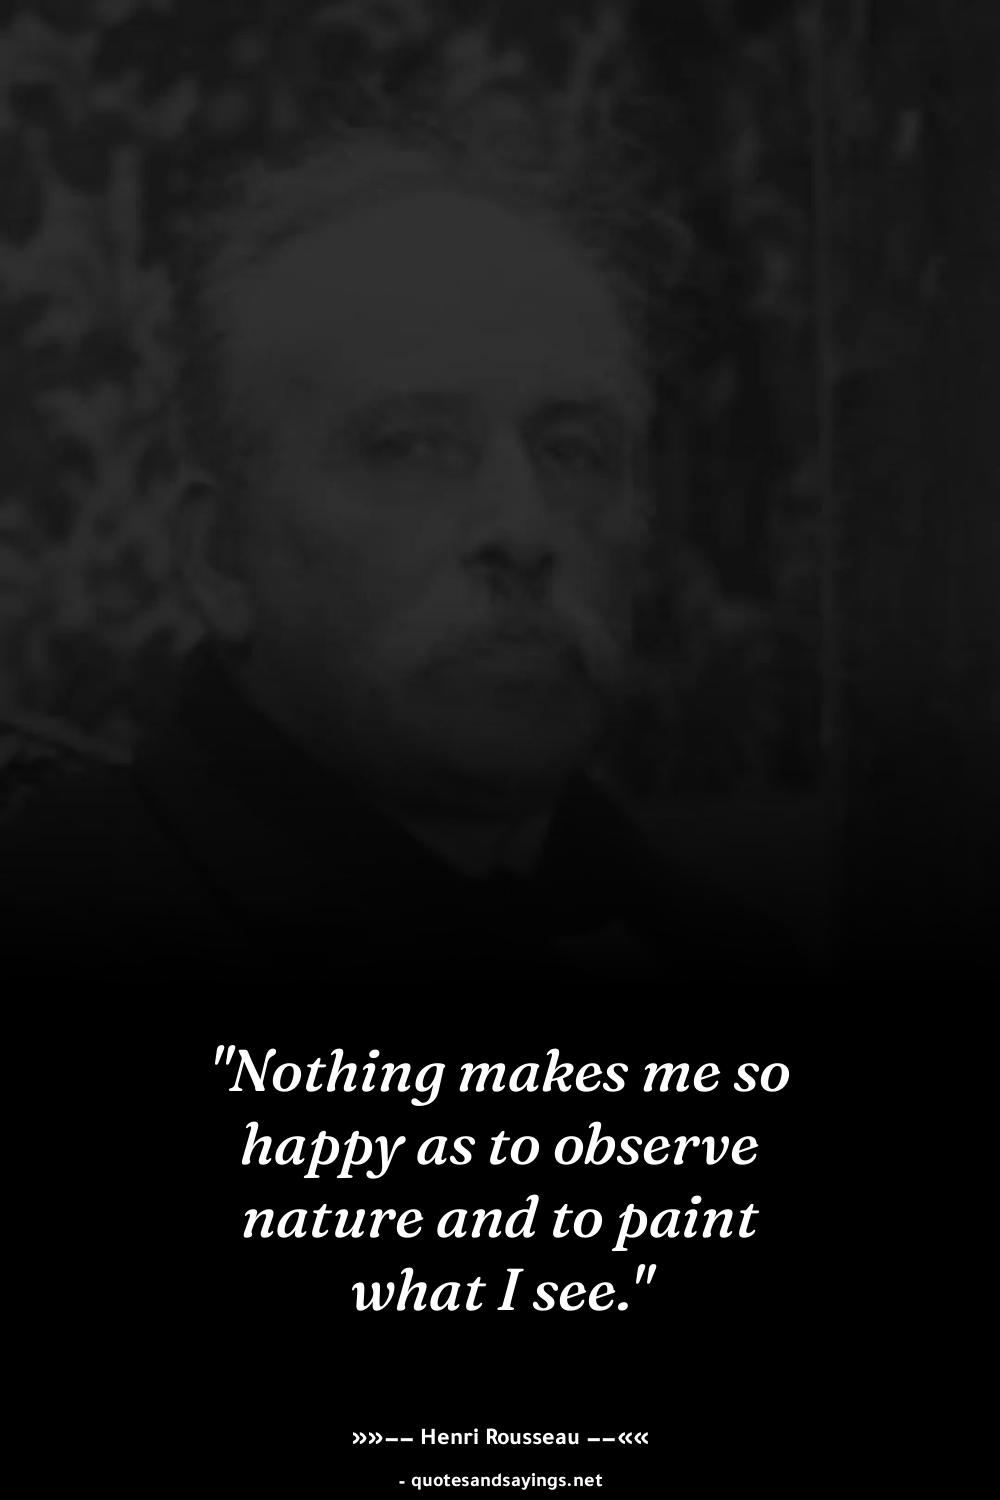 "Nothing makes me so
happy as to observe
nature and to paint
what I see."
»»−− Henri Rousseau −−««
- quotesandsayings.net